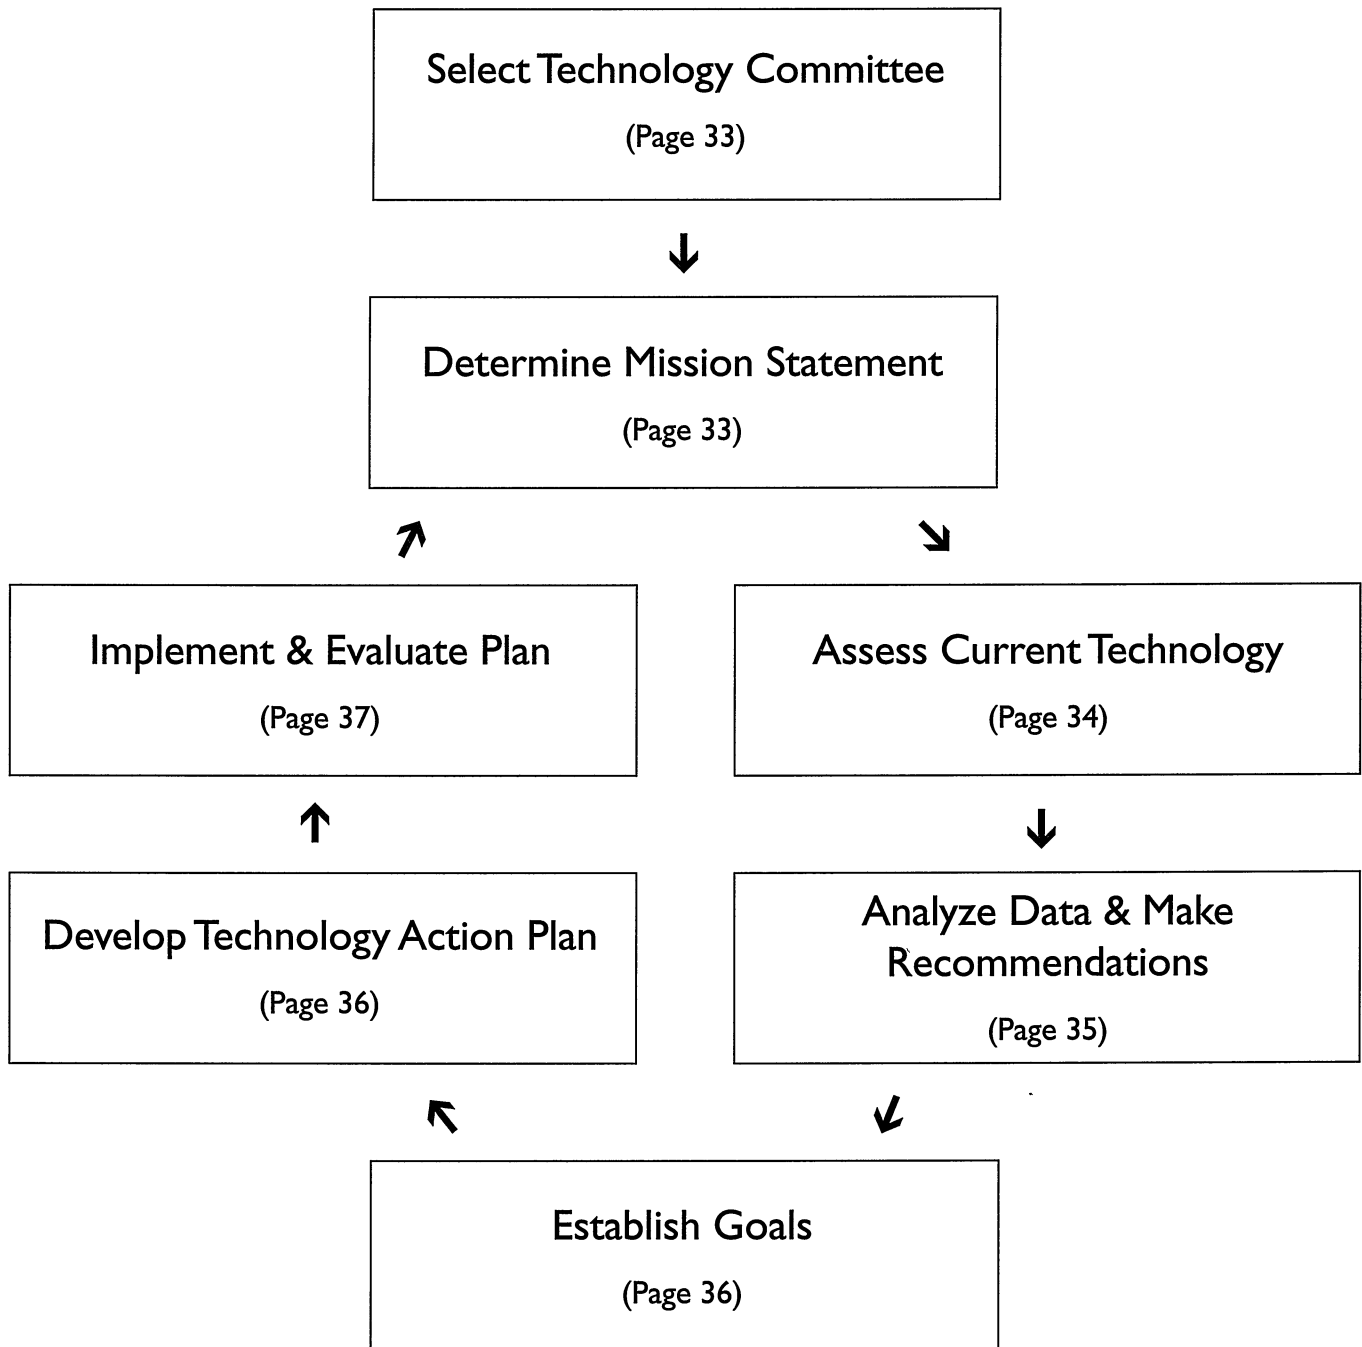 Select Technology Committee
(Page 33)
Determine Mission Statement
(Page 33)
Implement & Evaluate Plan
(Page 37)
Assess Current Technology
(Page 34)
Develop Technology Action Plan
(Page 36)
Analyze Data & Make
Recommendations
(Page 35)
Establish Goals
(Page 36)